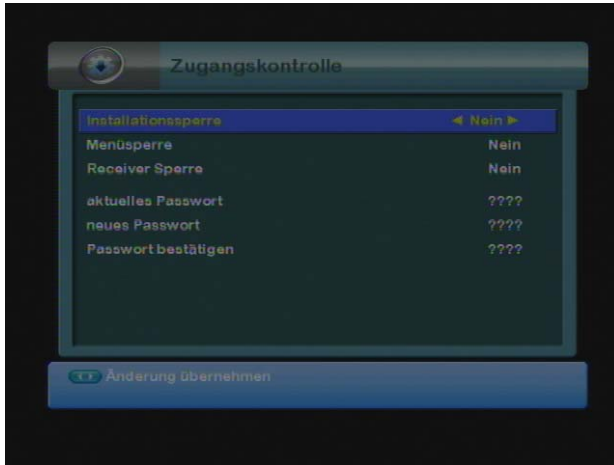 Zugangskontrolle
Installationssperre ◄ Nein ►
Menüsperre Nein
Receiver Sperre Nein
aktuelles Passwort ????
neues Passwort ????
Passwort bestätigen ????
Änderung übernehmen